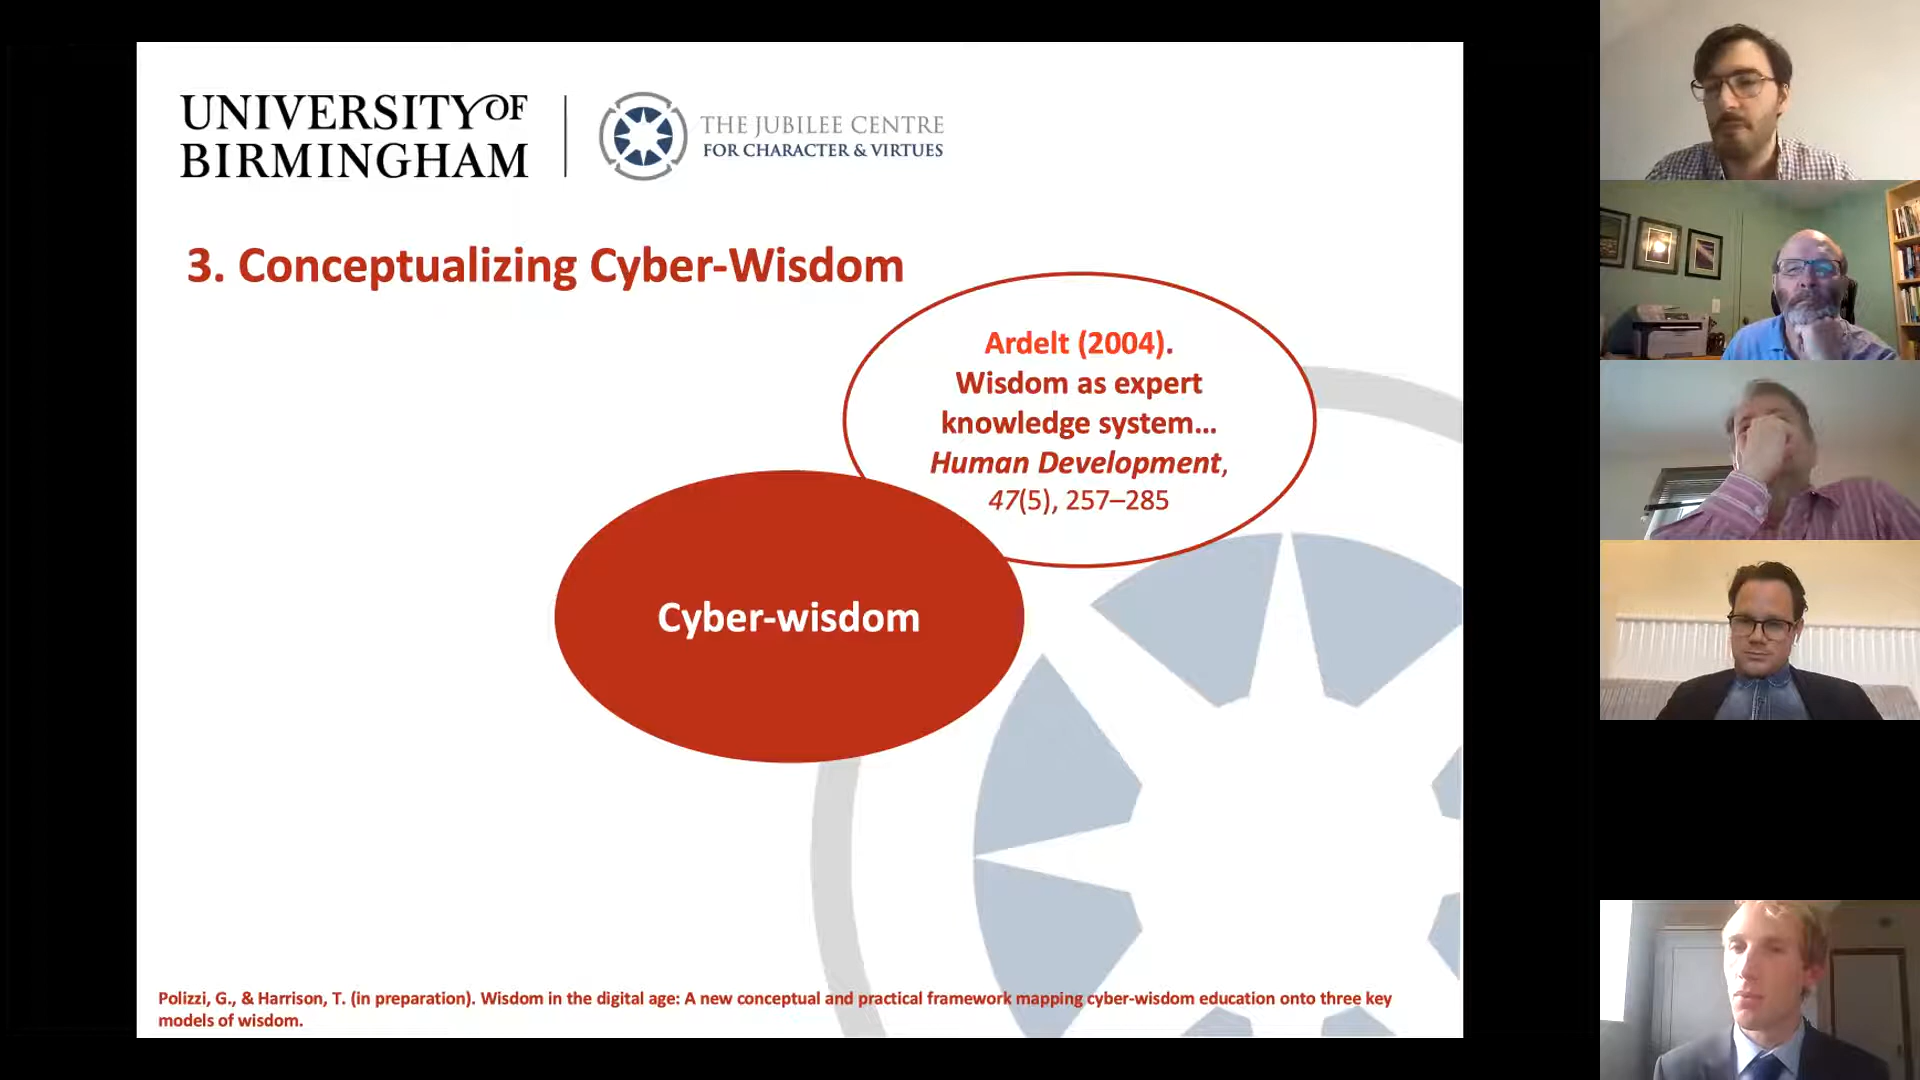 UNIVERSITY OF
BIRMINGHAM
THE JUBILEE CENTRE
FOR CHARACTER & VIRTUES
3. Conceptualizing Cyber-Wisdom
Ardelt (2004).
Wisdom as expert
knowledge system...
Human Development,
47(5), 257–285
Cyber-wisdom
Polizzi, G., & Harrison, T. (in preparation). Wisdom in the digital age: A new conceptual and practical framework mapping cyber-wisdom education onto three key
models of wisdom.